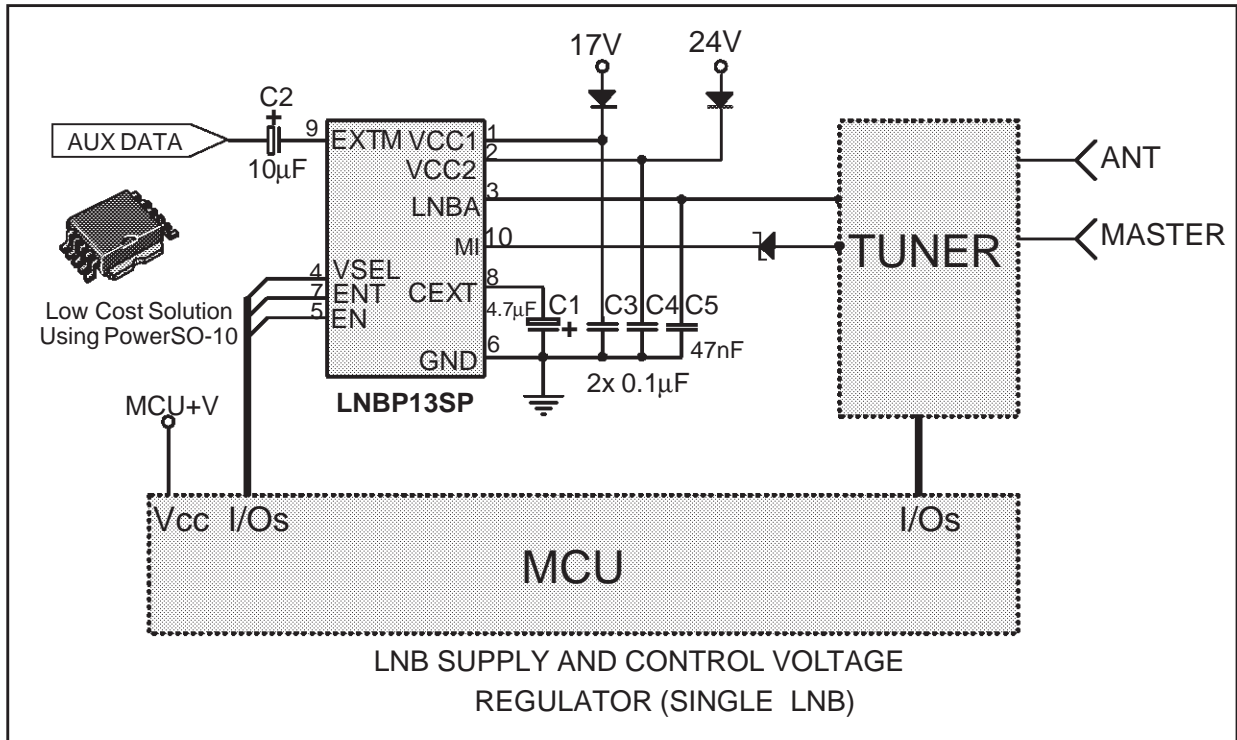 17V
24V
C2
+
AUX DATA
9
10µF
EXTM
VCC1
1
VCC2
2
LNBA
3
MI
10
VSEL
4
ENT
7
EN
5
CEXT
8
GND
6
4.7µF
C1
+
C3
C4
C5
47nF
2x 0.1µF
LNBP13SP
Low Cost Solution
Using PowerSO-10
TUNER
ANT
MASTER
MCU+V
Vcc
I/Os
I/Os
MCU
LNB SUPPLY AND CONTROL VOLTAGE
REGULATOR (SINGLE LNB)